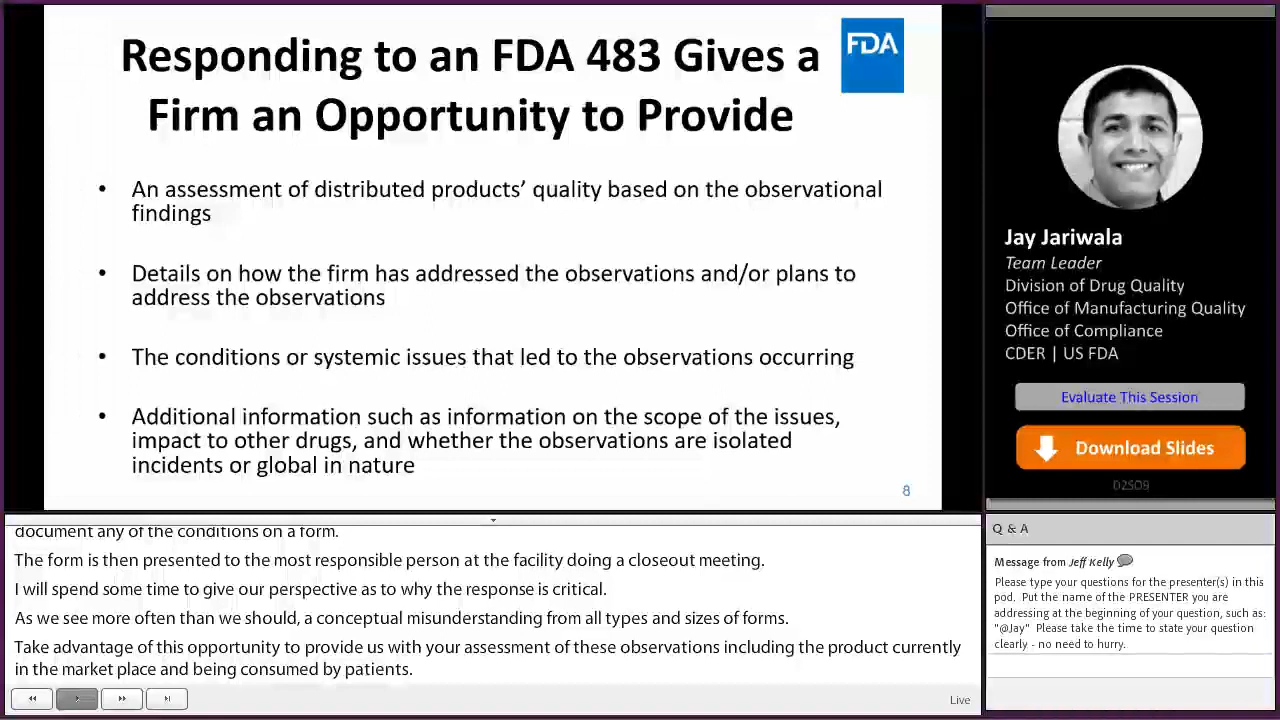 Responding to an FDA 483 Gives a
Firm an Opportunity to Provide
FDA
• An assessment of distributed products’ quality based on the observational
findings
• Details on how the firm has addressed the observations and/or plans to
address the observations
• The conditions or systemic issues that led to the observations occurring
• Additional information such as information on the scope of the issues,
impact to other drugs, and whether the observations are isolated
incidents or global in nature
8
Jay Jariwala
Team Leader
Division of Drug Quality
Office of Manufacturing Quality
Office of Compliance
CDER | US FDA
Evaluate This Session
Download Slides
D2S09
document any of the conditions on a form.
The form is then presented to the most responsible person at the facility doing a closeout meeting.
I will spend some time to give our perspective as to why the response is critical.
As we see more often than we should, a conceptual misunderstanding from all types and sizes of forms.
Take advantage of this opportunity to provide us with your assessment of these observations including the product currently
in the market place and being consumed by patients.
Live
Q & A
Message from Jeff Kelly
Please type your questions for the presenter(s) in this
pod. Put the name of the PRESENTER you are
addressing at the beginning of your question, such as:
"@Jay" Please take the time to state your question
clearly - no need to hurry.